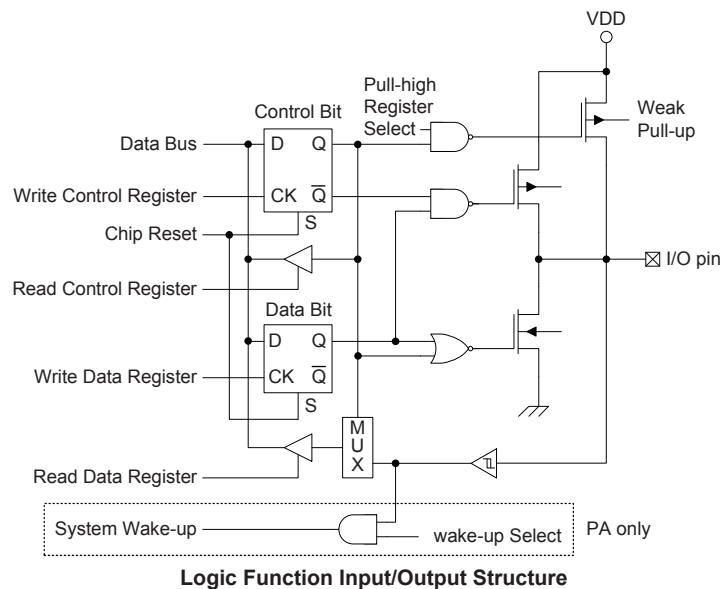 VDD
Pull-high
Register
Select
Control Bit
Weak
Pull-up
Data Bus
D Q
Write Control Register
CK Q
Chip Reset
S
I/O pin
Read Control Register
Data Bit
D Q
Write Data Register
CK Q
S
M
U
X
Read Data Register
System Wake-up
wake-up Select
PA only
Logic Function Input/Output Structure